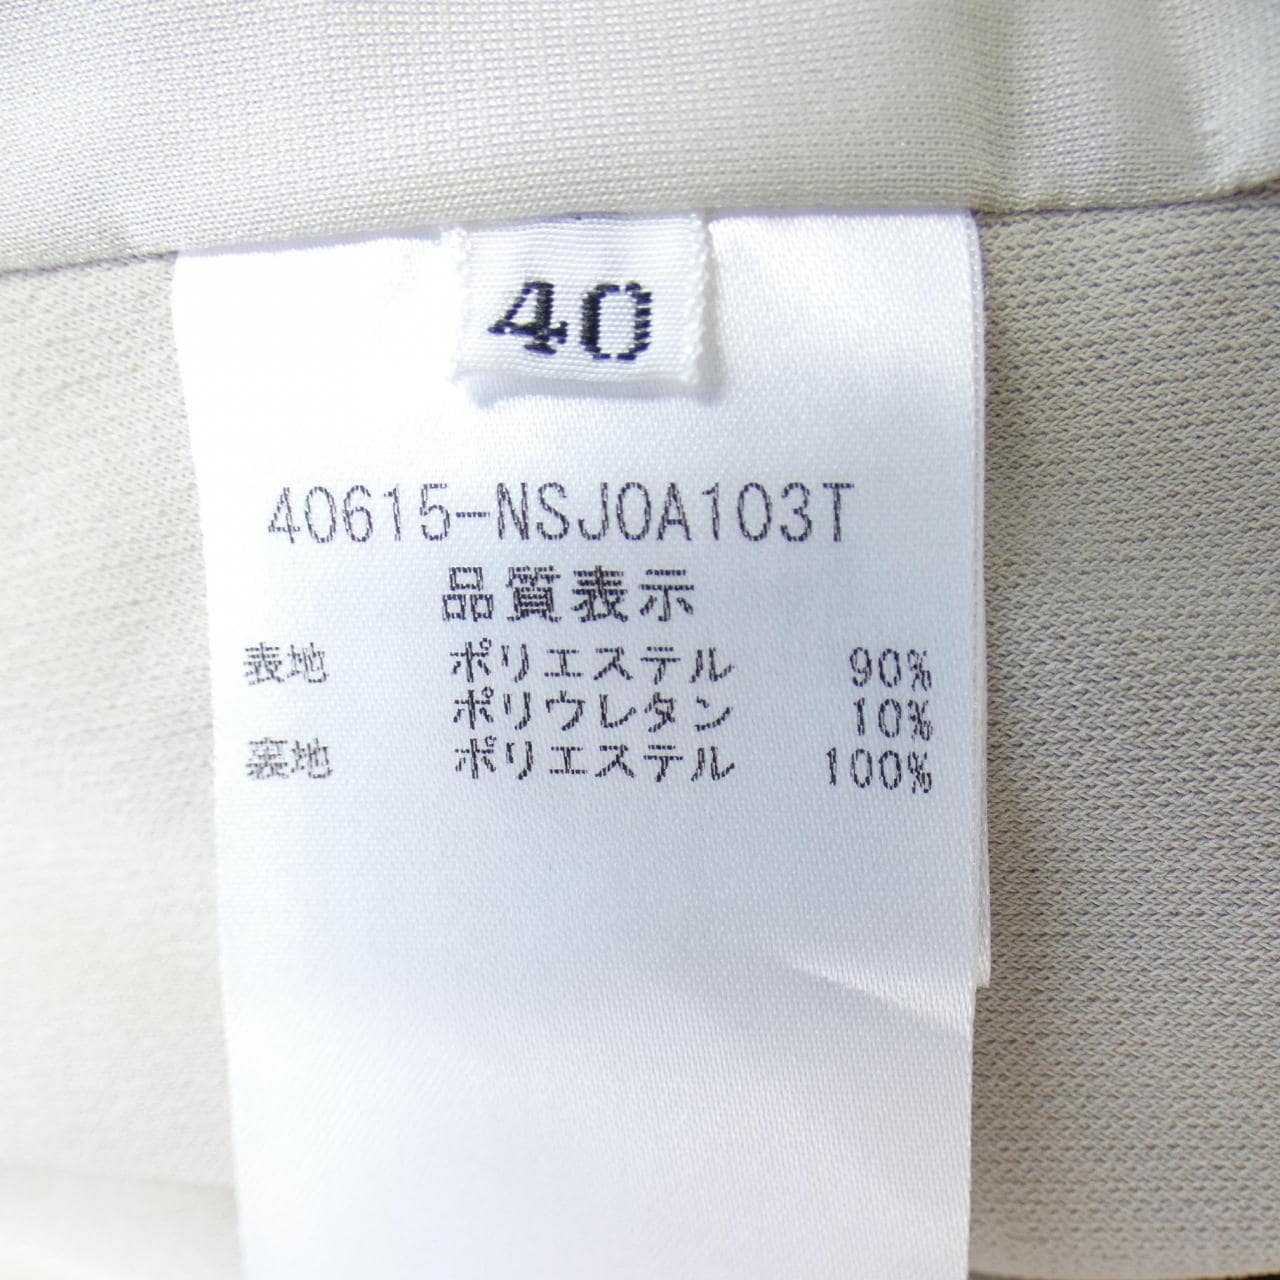 40
40615-NSJ0A103T
品質表示
表地 ポリエステル 90%
ポリウレタン 10%
裏地 ポリエステル 100%